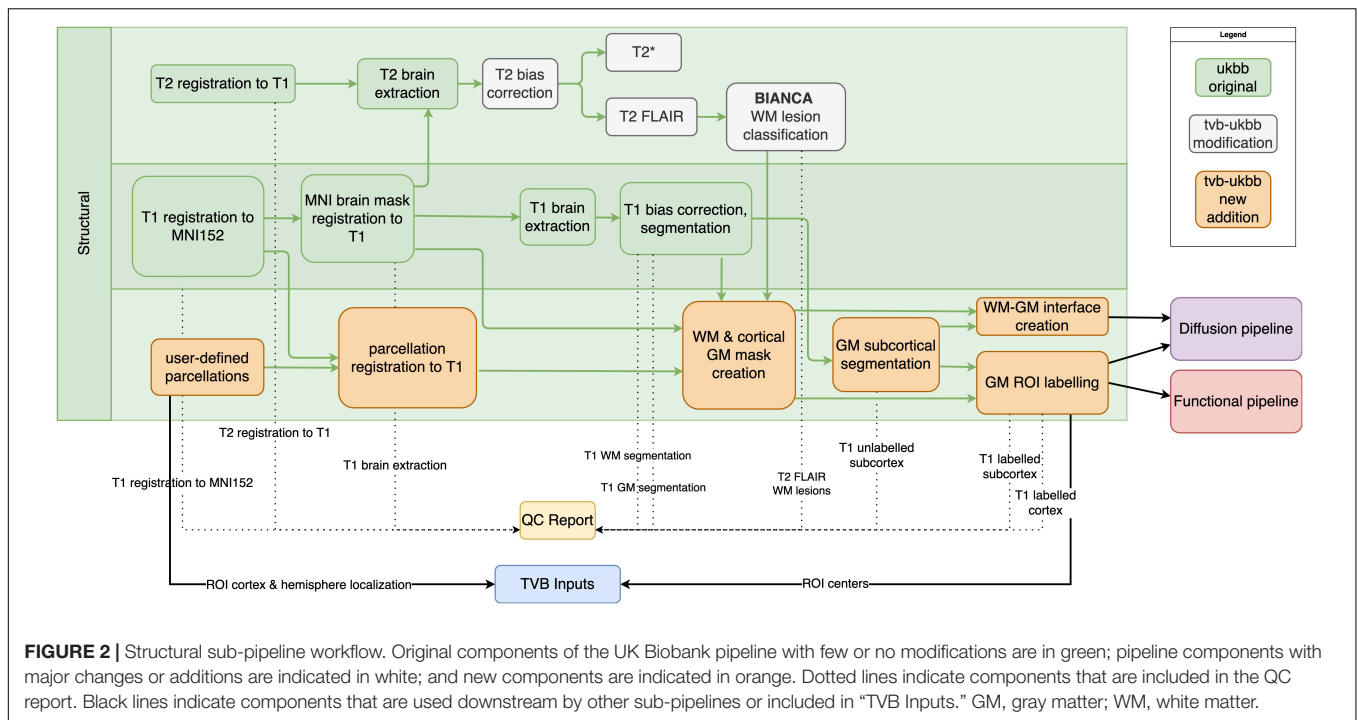 Legend
ukbb
original
tvb-ukbb
modification
tvb-ukbb
new
addition
Structural
T2 registration to T1
T2 brain
extraction
T2 bias
correction
T2*
T2 FLAIR
BIANCA
WM lesion
classification
T1 registration to
MNI152
MNI brain mask
registration to
T1
T1 brain
extraction
T1 bias correction,
segmentation
user-defined
parcellations
parcellation
registration to T1
WM & cortical
GM mask
creation
GM subcortical
segmentation
WM-GM interface
creation
GM ROI labelling
Diffusion pipeline
Functional pipeline
T2 registration to T1
T1 registration to MNI152
T1 brain extraction
T1 WM segmentation
T1 GM segmentation
T2 FLAIR
WM lesions
T1 unlabelled
subcortex
T1 labelled
subcortex
T1 labelled
cortex
QC Report
ROI cortex & hemisphere localization
TVB Inputs
ROI centers
FIGURE 2 | Structural sub-pipeline workflow. Original components of the UK Biobank pipeline with few or no modifications are in green; pipeline components with
major changes or additions are indicated in white; and new components are indicated in orange. Dotted lines indicate components that are included in the QC
report. Black lines indicate components that are used downstream by other sub-pipelines or included in “TVB Inputs.” GM, gray matter; WM, white matter.